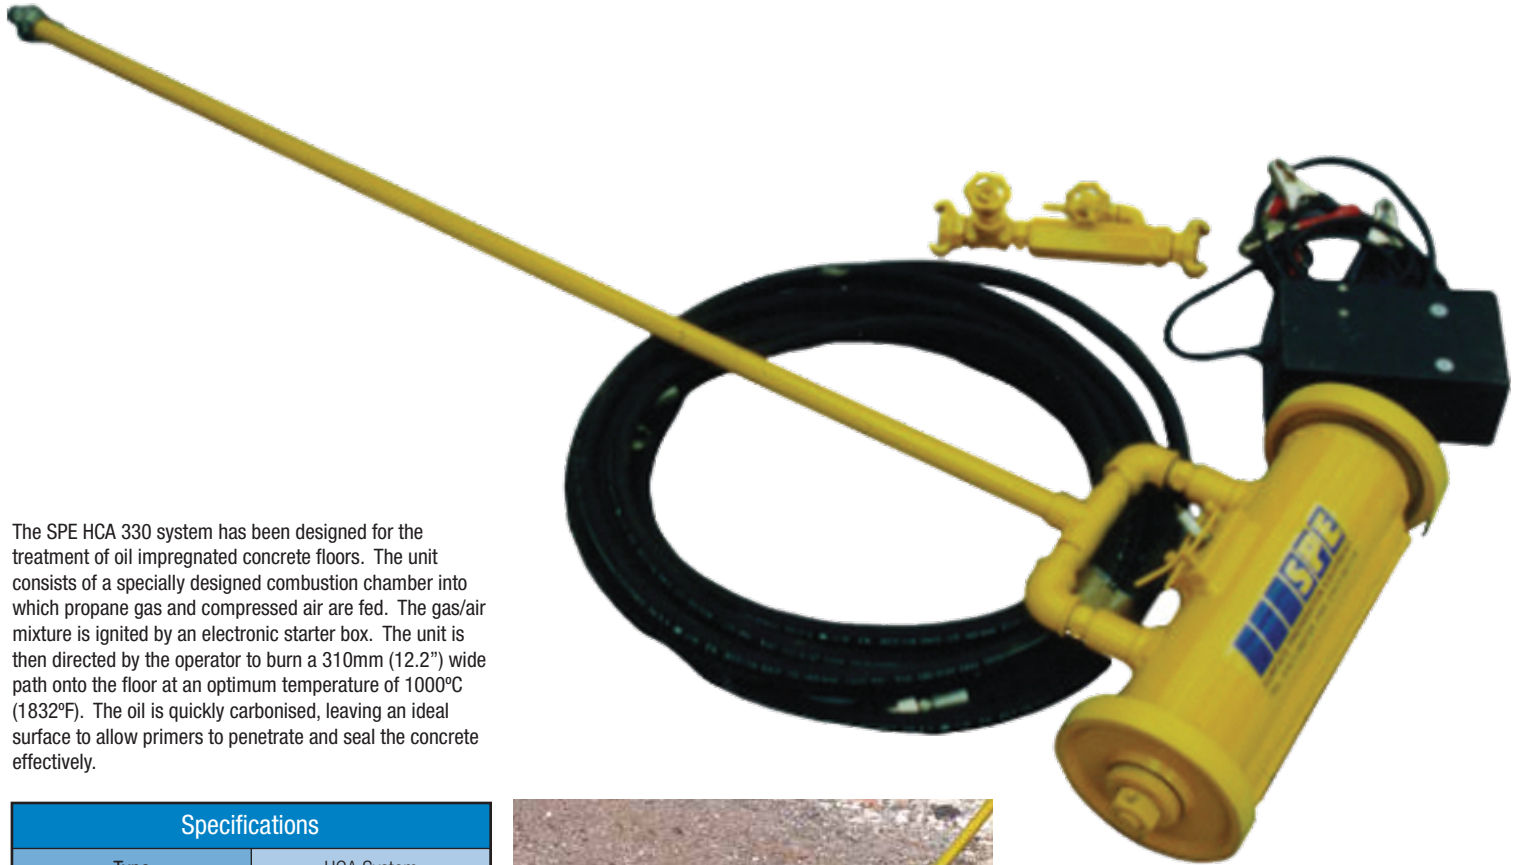 The SPE HCA 330 system has been designed for the
treatment of oil impregnated concrete floors. The unit
consists of a specially designed combustion chamber into
which propane gas and compressed air are fed. The gas/air
mixture is ignited by an electronic starter box. The unit is
then directed by the operator to burn a 310mm (12.2”) wide
path onto the floor at an optimum temperature of 1000ºC
(1832ºF). The oil is quickly carbonised, leaving an ideal
surface to allow primers to penetrate and seal the concrete
effectively.
SPE
Specifications
Type HCA System